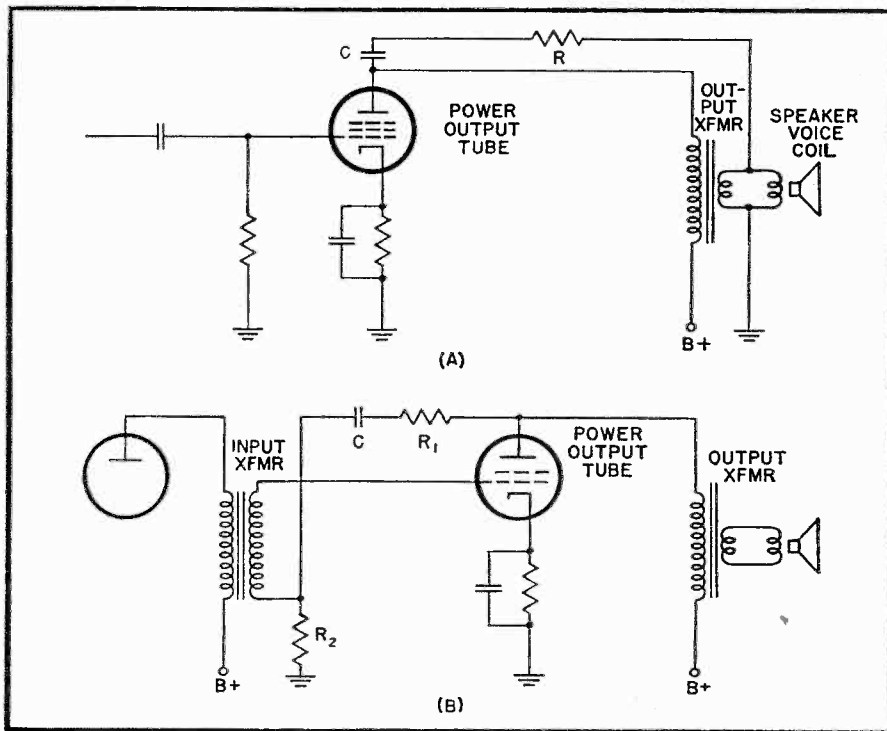 C
R
POWER
OUTPUT
TUBE
OUT-
PUT
XFMR
SPEAKER
VOICE
COIL
B+
(A)
INPUT
XFMR
C
R1
POWER
OUTPUT
TUBE
OUTPUT
XFMR
R2
B+
B+
(B)